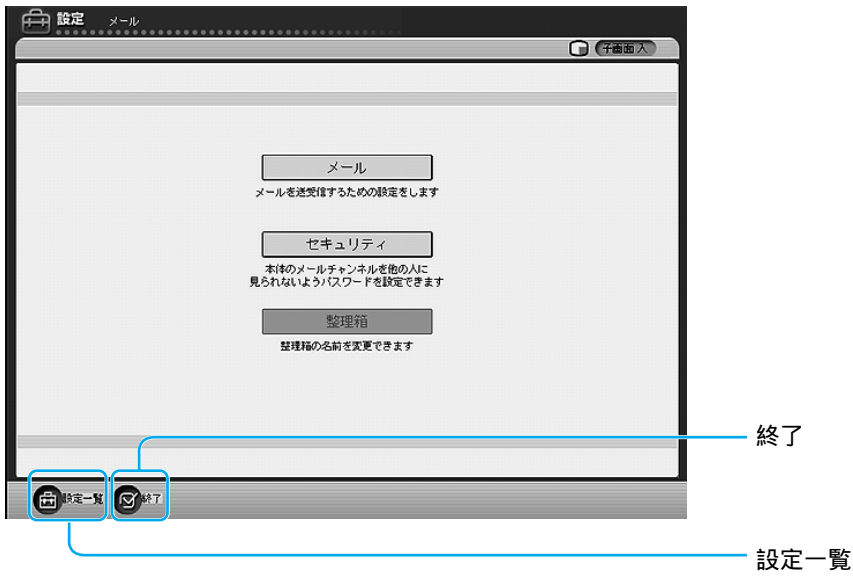 設定 メール
子画面 入
メール
メールを送受信するための設定をします
セキュリティ
本体のメールチャンネルを他の人に
見られないようパスワードを設定できます
整理箱
整理箱の名前を変更できます
終了
設定一覧 終了
設定一覧